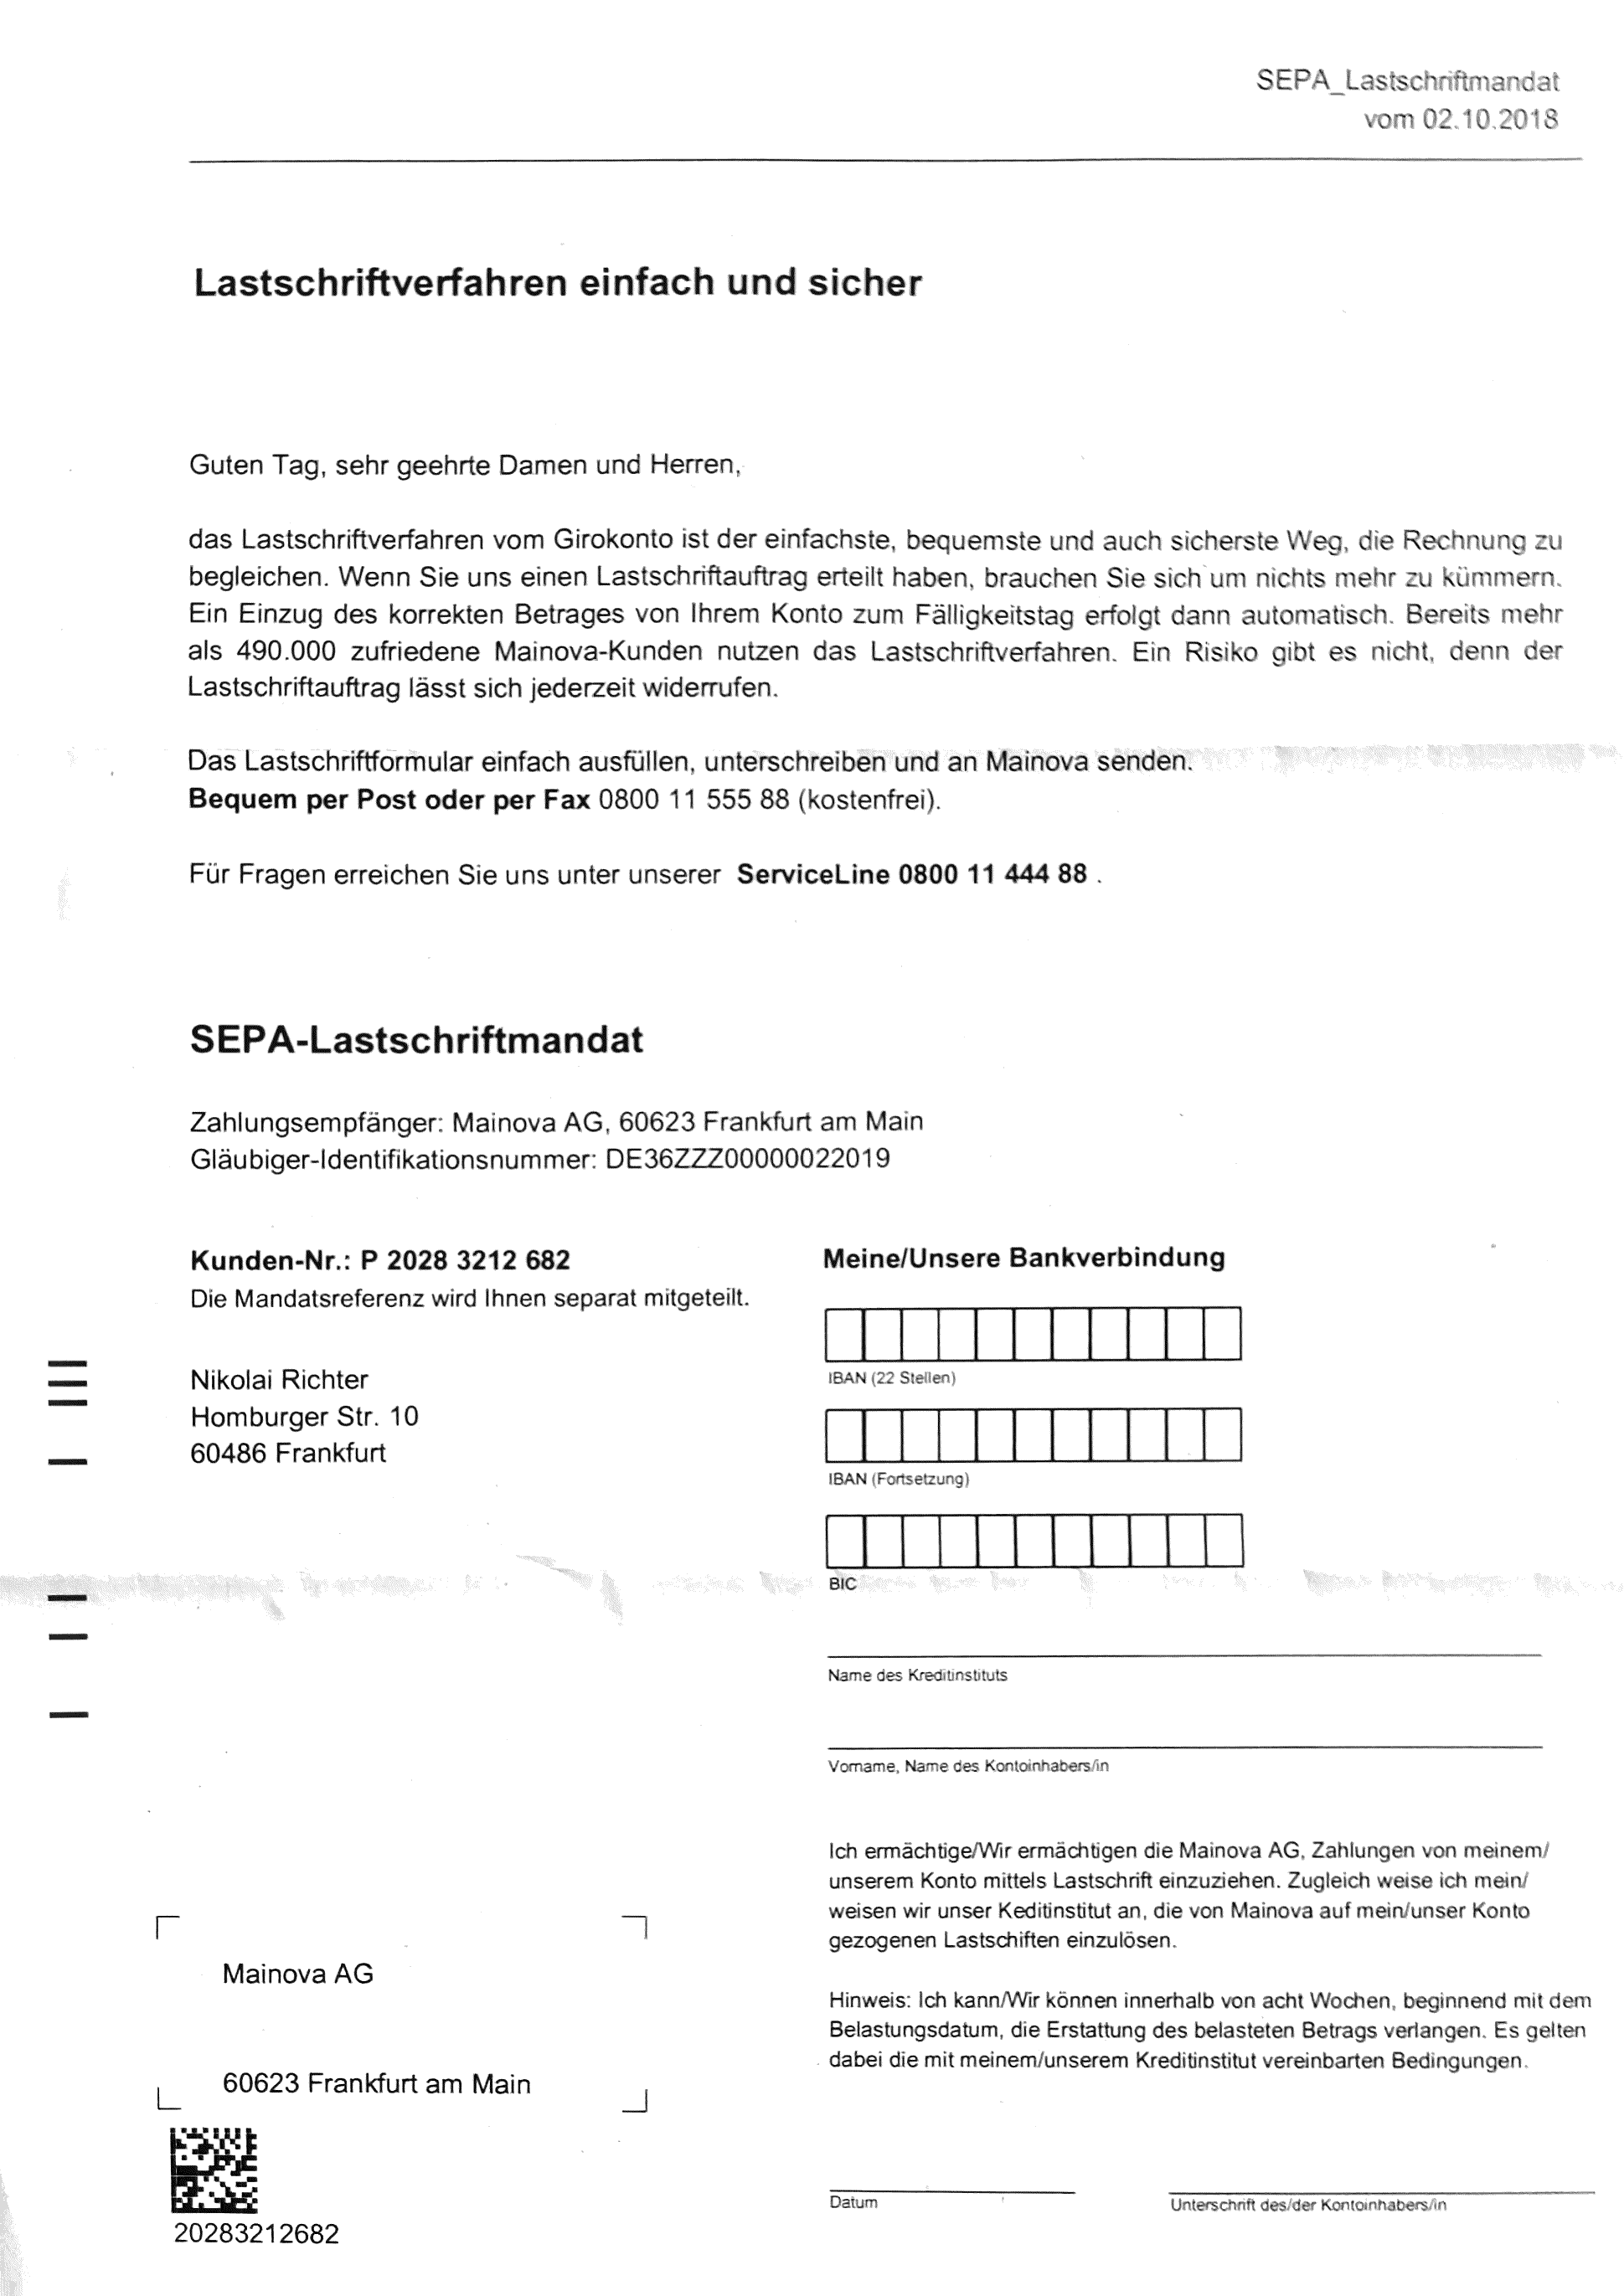 SEPA_Lastschriftmandat
vom 02.10.2018
Lastschriftverfahren einfach und sicher
Guten Tag, sehr geehrte Damen und Herren,
das Lastschriftverfahren vom Girokonto ist der einfachste, bequemste und auch sicherste Weg, die Rechnung zu
begleichen. Wenn Sie uns einen Lastschriftauftrag erteilt haben, brauchen Sie sich um nichts mehr zu kümmern.
Ein Einzug des korrekten Betrages von Ihrem Konto zum Fälligkeitstag erfolgt dann automatisch. Bereits mehr
als 490.000 zufriedene Mainova-Kunden nutzen das Lastschriftverfahren. Ein Risiko gibt es nicht, denn der
Lastschriftauftrag lässt sich jederzeit widerrufen.
Das Lastschriftformular einfach ausfüllen, unterschreiben und an Mainova senden.
Bequem per Post oder per Fax 0800 11 555 88 (kostenfrei).
Für Fragen erreichen Sie uns unter unserer ServiceLine 0800 11 444 88 .
SEPA-Lastschriftmandat
Zahlungsempfänger: Mainova AG, 60623 Frankfurt am Main
Gläubiger-Identifikationsnummer: DE36ZZZ00000022019
Kunden-Nr.: P 2028 3212 682
Die Mandatsreferenz wird Ihnen separat mitgeteilt.
Nikolai Richter
Homburger Str. 10
60486 Frankfurt
Meine/Unsere Bankverbindung
IBAN (22 Stellen)
IBAN (Fortsetzung)
BIC
Name des Kreditinstituts
Vorname, Name des Kontoinhabers/in
Ich ermächtige/Wir ermächtigen die Mainova AG, Zahlungen von meinem/
unserem Konto mittels Lastschrift einzuziehen. Zugleich weise ich mein/
weisen wir unser Keditinstitut an, die von Mainova auf mein/unser Konto
gezogenen Lastschiften einzulösen.
Hinweis: Ich kann/Wir können innerhalb von acht Wochen, beginnend mit dem
Belastungsdatum, die Erstattung des belasteten Betrags verlangen. Es gelten
dabei die mit meinem/unserem Kreditinstitut vereinbarten Bedingungen.
Mainova AG
60623 Frankfurt am Main
20283212682
Datum
Unterschrift des/der Kontoinhabers/in